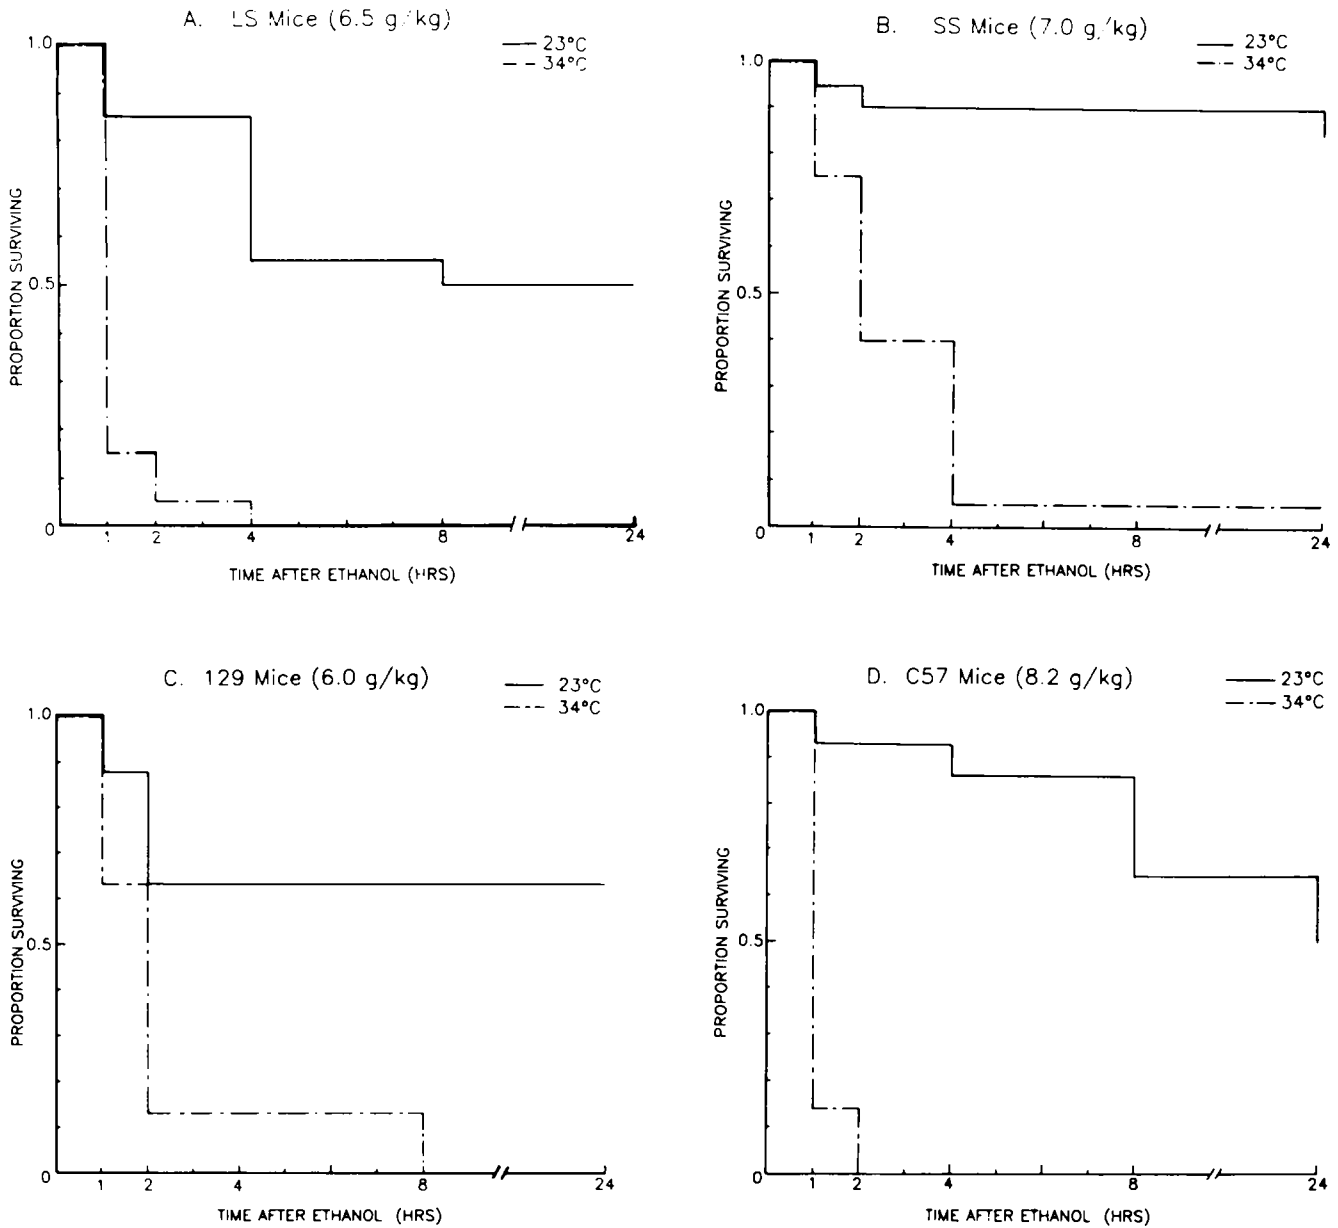 A. LS Mice (6.5 g/kg)
23°C
34°C
1.0
0.5
0
PROPORTION SURVIVING
1 2 4 8 24
TIME AFTER ETHANOL (HRS)
B. SS Mice (7.0 g/kg)
23°C
34°C
1.0
0.5
0
PROPORTION SURVIVING
1 2 4 8 24
TIME AFTER ETHANOL (HRS)
C. 129 Mice (6.0 g/kg)
23°C
34°C
1.0
0.5
0
PROPORTION SURVIVING
1 2 4 8 24
TIME AFTER ETHANOL (HRS)
D. C57 Mice (8.2 g/kg)
23°C
34°C
1.0
0.5
0
PROPORTION SURVIVING
1 2 4 8 24
TIME AFTER ETHANOL (HRS)